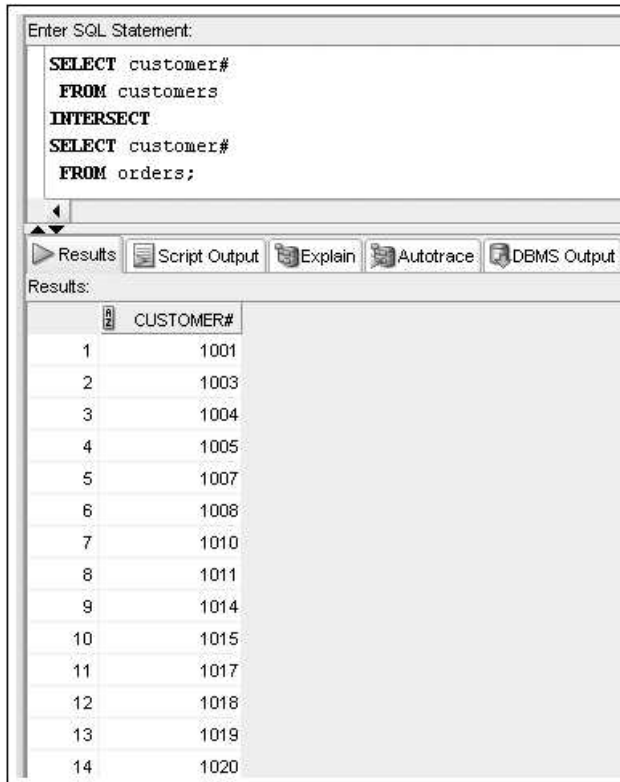 Enter SQL Statement:
SELECT customer#
FROM customers
INTERSECT
SELECT customer#
FROM orders;
Results Script Output Explain Autotrace DBMS Output
Results:
CUSTOMER#
1 1001
2 1003
3 1004
4 1005
5 1007
6 1008
7 1010
8 1011
9 1014
10 1015
11 1017
12 1018
13 1019
14 1020